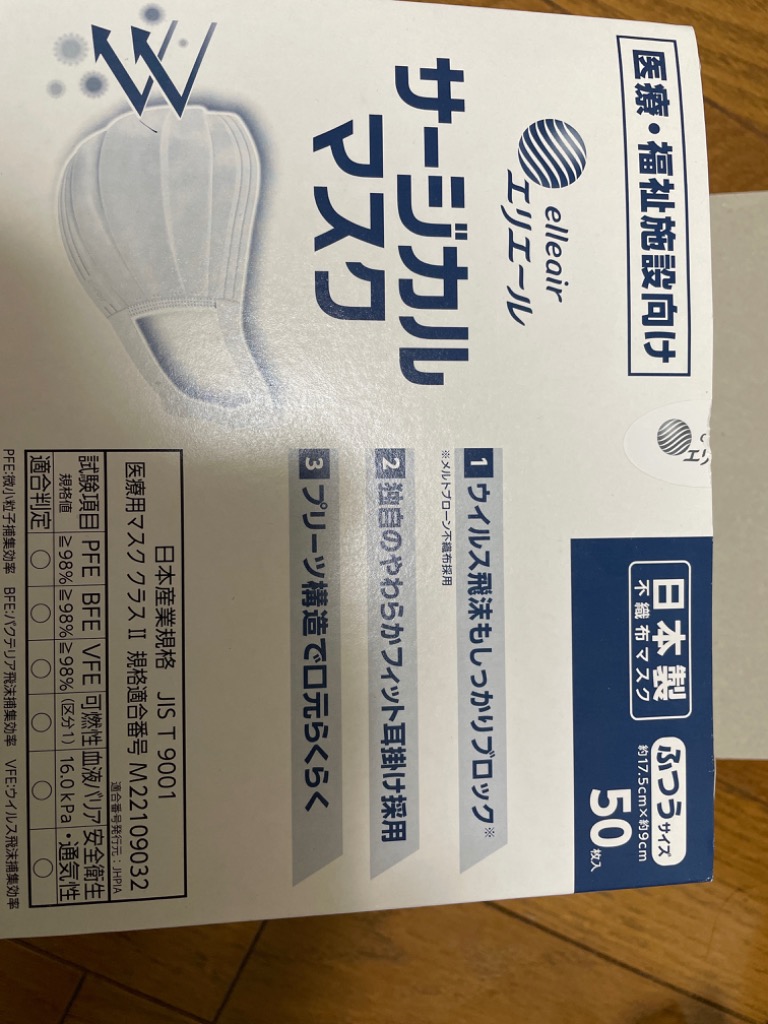 医療・福祉施設向け
elleair
エリエール
サージカル
マスク
エリ
日本製
不織布マスク
ふつうサイズ
約17.5cm×約9cm
50枚入
1 ウイルス飛沫もしっかりブロック※
※メルトブローン不織布採用
2 独自のやわらかフィット耳掛け採用
3 プリーツ構造で口元らくらく
日本産業規格 JIS T 9001
医療用マスク クラスⅡ 規格適合番号 M22109032
適合番号発行元：JHPIA
試験項目 PFE BFE VFE 可燃性 血液バリア 安全衛生・通気性
規格値 ≧98% ≧98% ≧98% (区分1) 16.0kPa
適合判定 ○ ○ ○ ○ ○ ○
PFE:微小粒子捕集効率 BFE:バクテリア飛沫捕集効率 VFE:ウイルス飛沫捕集効率